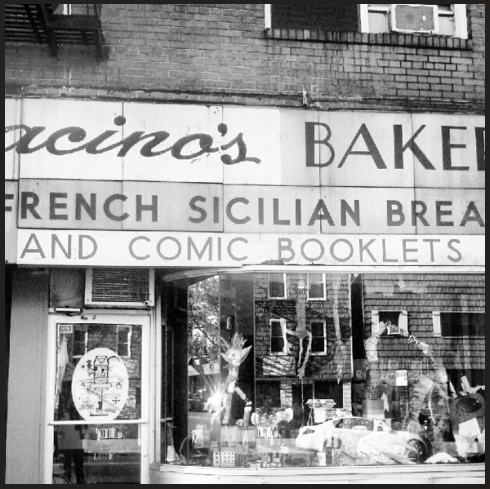 acino's BAKE
FRENCH SICILIAN BREA
AND COMIC BOOKLETS